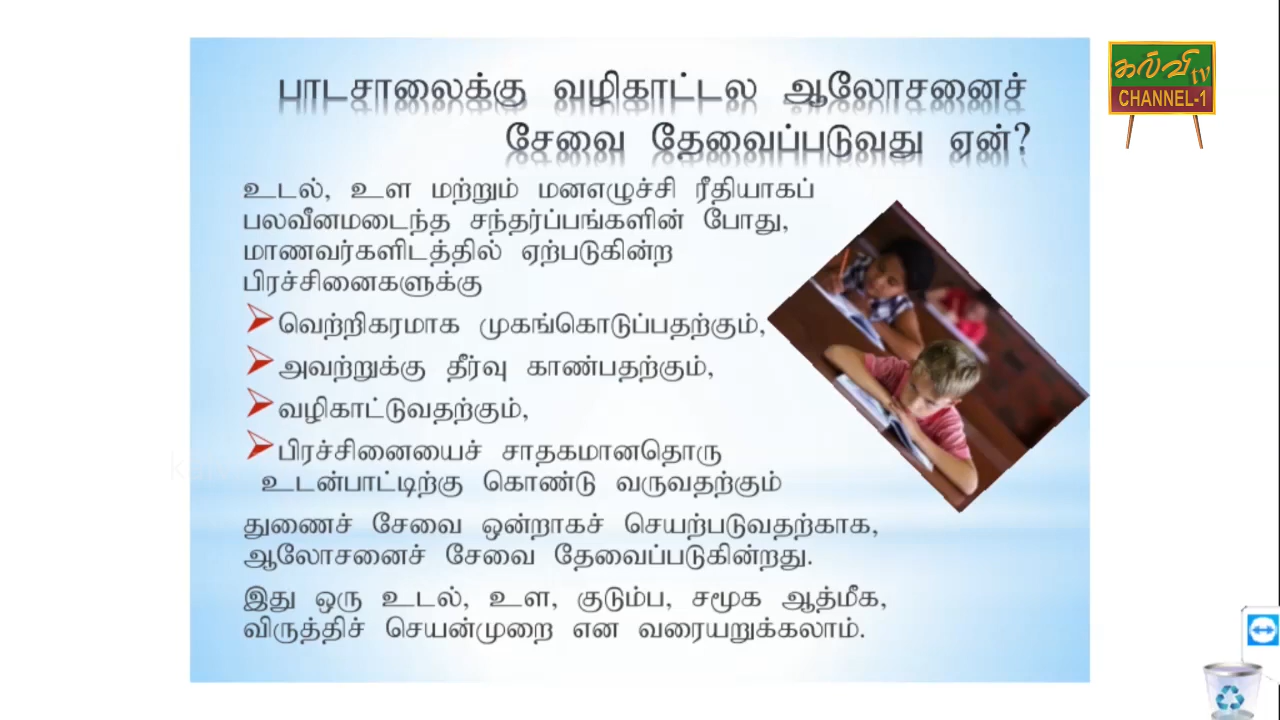 பாடசாலைக்கு வழிகாட்டல ஆலோசனைச்
சேவை தேவைப்படுவது ஏன்?
கல்வி tv
CHANNEL-1
உடல், உள மற்றும் மனஎழுச்சி ரீதியாகப்
பலவீனமடைந்த சந்தர்ப்பங்களின் போது,
மாணவர்களிடத்தில் ஏற்படுகின்ற
பிரச்சினைகளுக்கு
வெற்றிகரமாக முகங்கொடுப்பதற்கும்,
அவற்றுக்கு தீர்வு காண்பதற்கும்,
வழிகாட்டுவதற்கும்,
பிரச்சினையைச் சாதகமானதொரு
உடன்பாட்டிற்கு கொண்டு வருவதற்கும்
துணைச் சேவை ஒன்றாகச் செயற்படுவதற்காக,
ஆலோசனைச் சேவை தேவைப்படுகின்றது.
இது ஒரு உடல், உள, குடும்ப, சமூக ஆத்மீக,
விருத்திச் செயன்முறை என வரையறுக்கலாம்.